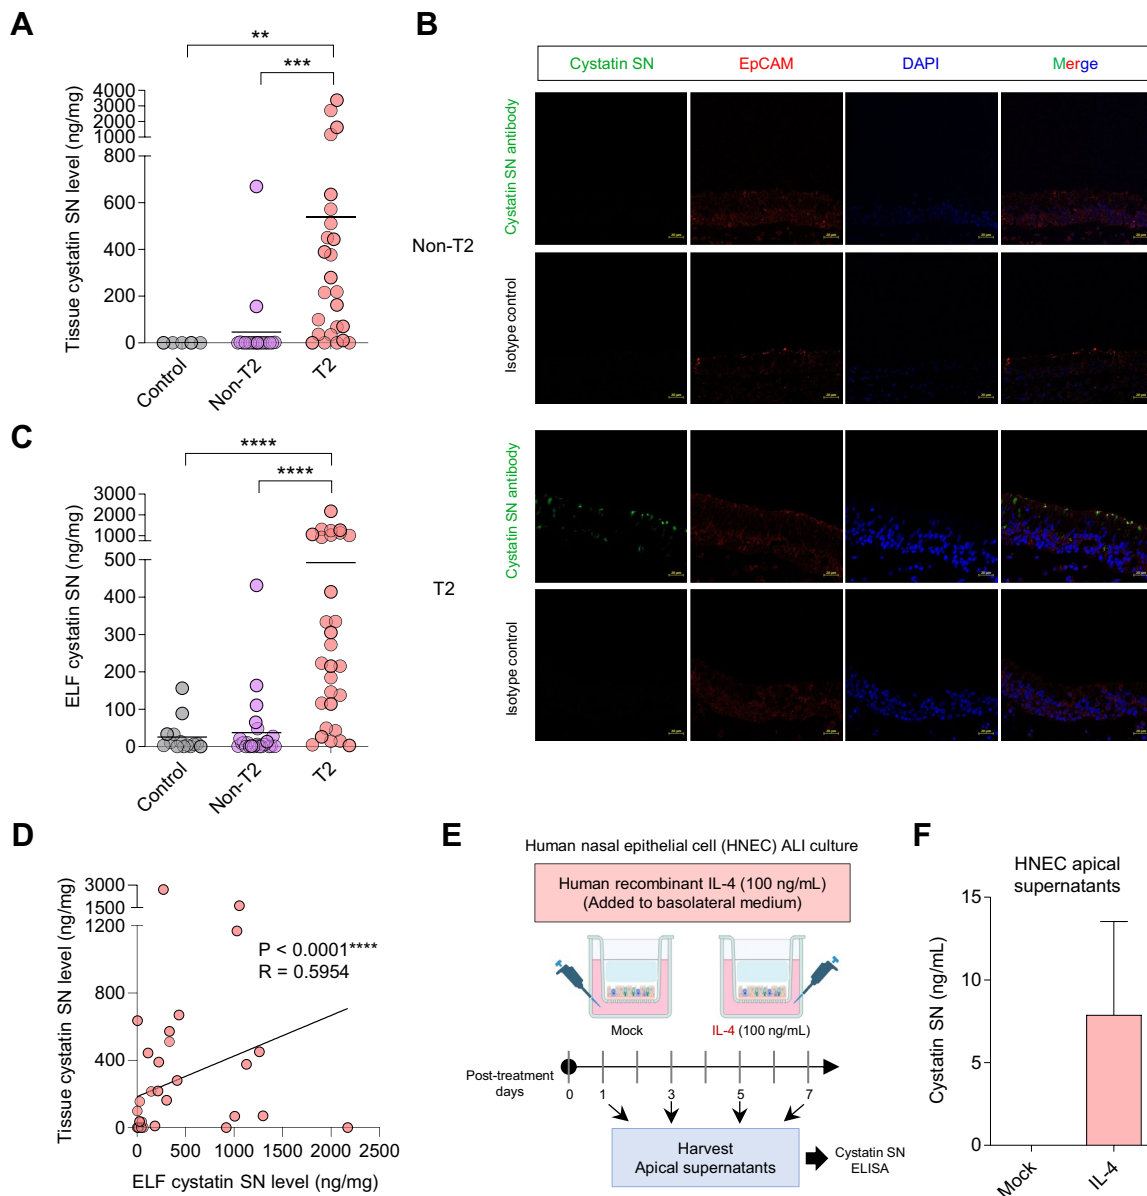 A
**
***
Tissue cystatin SN level (ng/mg)
4000
3000
2000
1000
800
600
400
200
0
Control
Non-T2
T2
B
Cystatin SN
EpCAM
DAPI
Merge
Non-T2
Cystatin SN antibody
Isotype control
T2
Cystatin SN antibody
Isotype control
C
****
****
ELF cystatin SN (ng/mg)
3000
2000
1000
500
400
300
200
100
0
Control
Non-T2
T2
D
Tissue cystatin SN level (ng/mg)
3000
1500
1200
800
400
0
P < 0.0001****
R = 0.5954
0 500 1000 1500 2000 2500
ELF cystatin SN level (ng/mg)
E
Human nasal epithelial cell (HNEC) ALI culture
Human recombinant IL-4 (100 ng/mL)
(Added to basolateral medium)
Mock
IL-4 (100 ng/mL)
Post-treatment
days
0 1 3 5 7
Harvest
Apical supernatants
Cystatin SN
ELISA
F
HNEC apical
supernatants
Cystatin SN (ng/mL)
15
10
5
0
Mock
IL-4